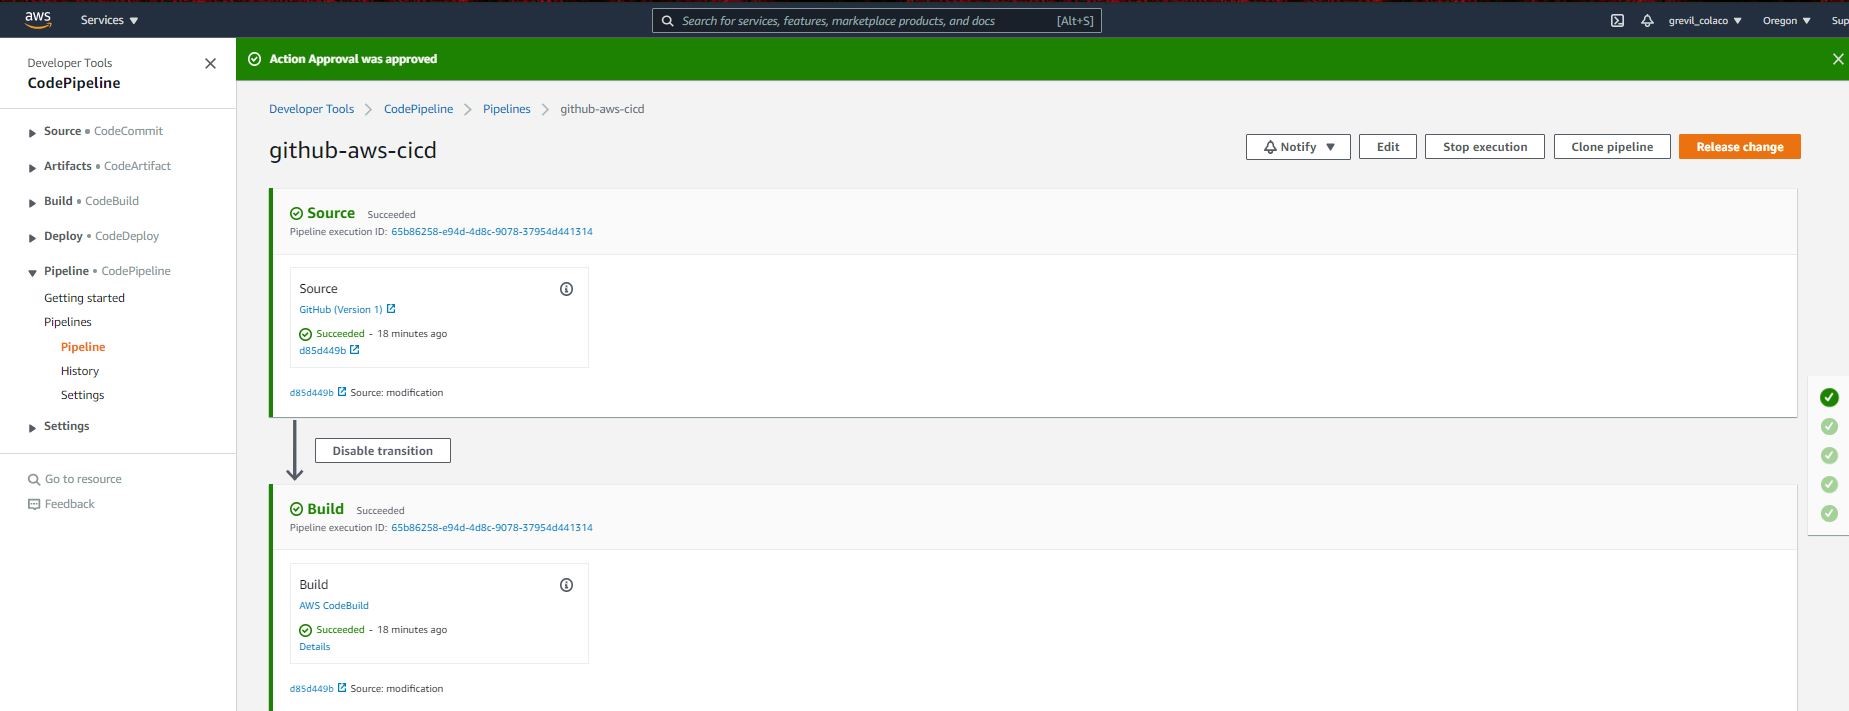 aws
Services ▼
Search for services, features, marketplace products, and docs [Alt+S]
grevil_colaco ▼
Oregon ▼
Sup
Developer Tools
CodePipeline
Source • CodeCommit
Artifacts • CodeArtifact
Build • CodeBuild
Deploy • CodeDeploy
Pipeline • CodePipeline
Getting started
Pipelines
Pipeline
History
Settings
Settings
Go to resource
Feedback
Action Approval was approved
Developer Tools > CodePipeline > Pipelines > github-aws-cicd
github-aws-cicd
Notify ▼
Edit
Stop execution
Clone pipeline
Release change
Source Succeeded
Pipeline execution ID: 65b86258-e94d-4d8c-9078-37954d441314
Source
GitHub (Version 1)
Succeeded - 18 minutes ago
d85d449b
d85d449b Source: modification
Disable transition
Build Succeeded
Pipeline execution ID: 65b86258-e94d-4d8c-9078-37954d441314
Build
AWS CodeBuild
Succeeded - 18 minutes ago
Details
d85d449b Source: modification